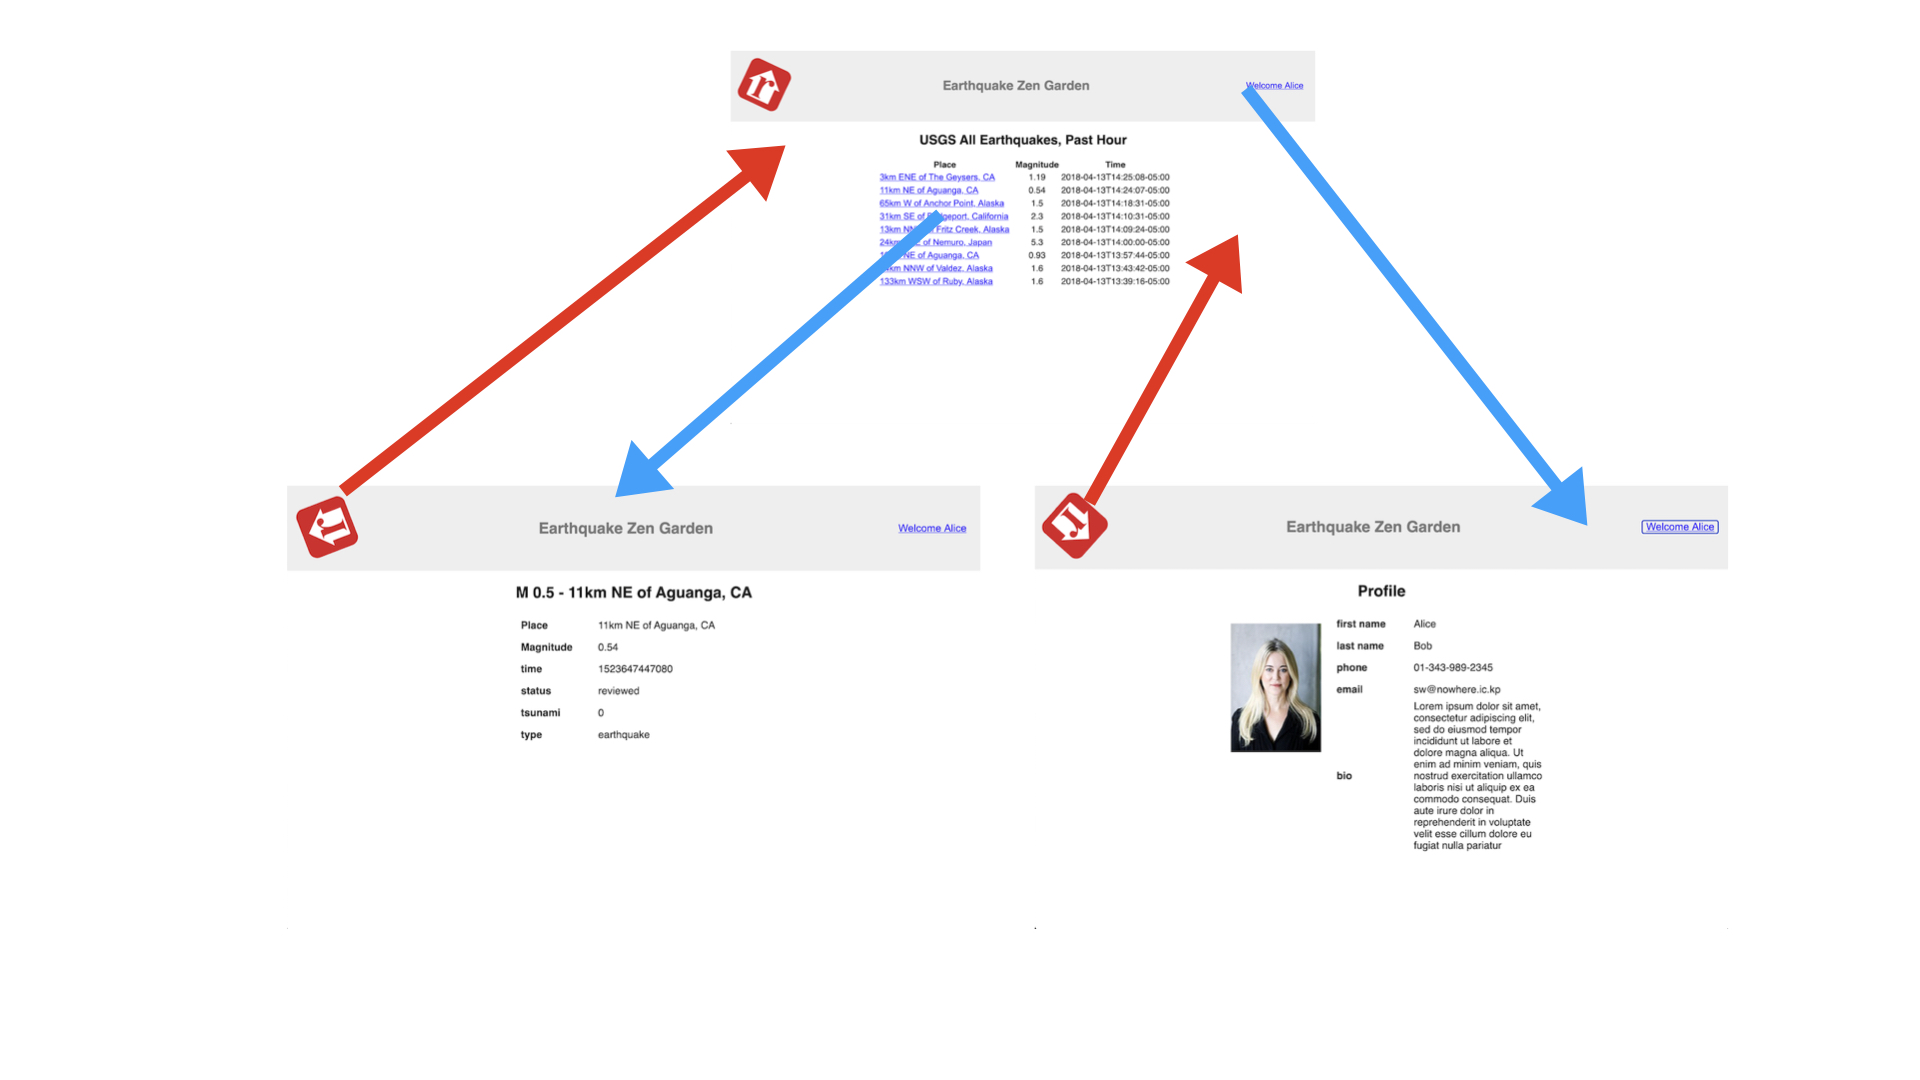 Earthquake Zen Garden
Welcome Alice
USGS All Earthquakes, Past Hour
Place Magnitude Time
3km ENE of The Geysers, CA 1.19 2018-04-13T14:25:08-05:00
11km NE of Aguanga, CA 0.54 2018-04-13T14:24:07-05:00
65km W of Anchor Point, Alaska 1.5 2018-04-13T14:18:31-05:00
31km SE of California 2.3 2018-04-13T14:10:31-05:00
13km Fritz Creek, Alaska 1.5 2018-04-13T14:09:24-05:00
of Nemuro, Japan 5.3 2018-04-13T14:00:00-05:00
NE of Aguanga, CA 0.93 2018-04-13T13:57:44-05:00
NNW of Valdez, Alaska 1.6 2018-04-13T13:43:42-05:00
133km WSW of Ruby, Alaska 1.6 2018-04-13T13:39:16-05:00
Earthquake Zen Garden
Welcome Alice
M 0.5 - 11km NE of Aguanga, CA
Place 11km NE of Aguanga, CA
Magnitude 0.54
time 1523647447080
status reviewed
tsunami 0
type earthquake
Earthquake Zen Garden
Welcome Alice
Profile
first name Alice
last name Bob
phone 01-343-989-2345
email sw@nowhere.ic.kp
bio
Lorem ipsum dolor sit amet,
consectetur adipiscing elit,
sed do eiusmod tempor
incididunt ut labore et
dolore magna aliqua. Ut
enim ad minim veniam, quis
nostrud exercitation ullamco
laboris nisi ut aliquip ex ea
commodo consequat. Duis
aute irure dolor in
reprehenderit in voluptate
velit esse cillum dolore eu
fugiat nulla pariatur